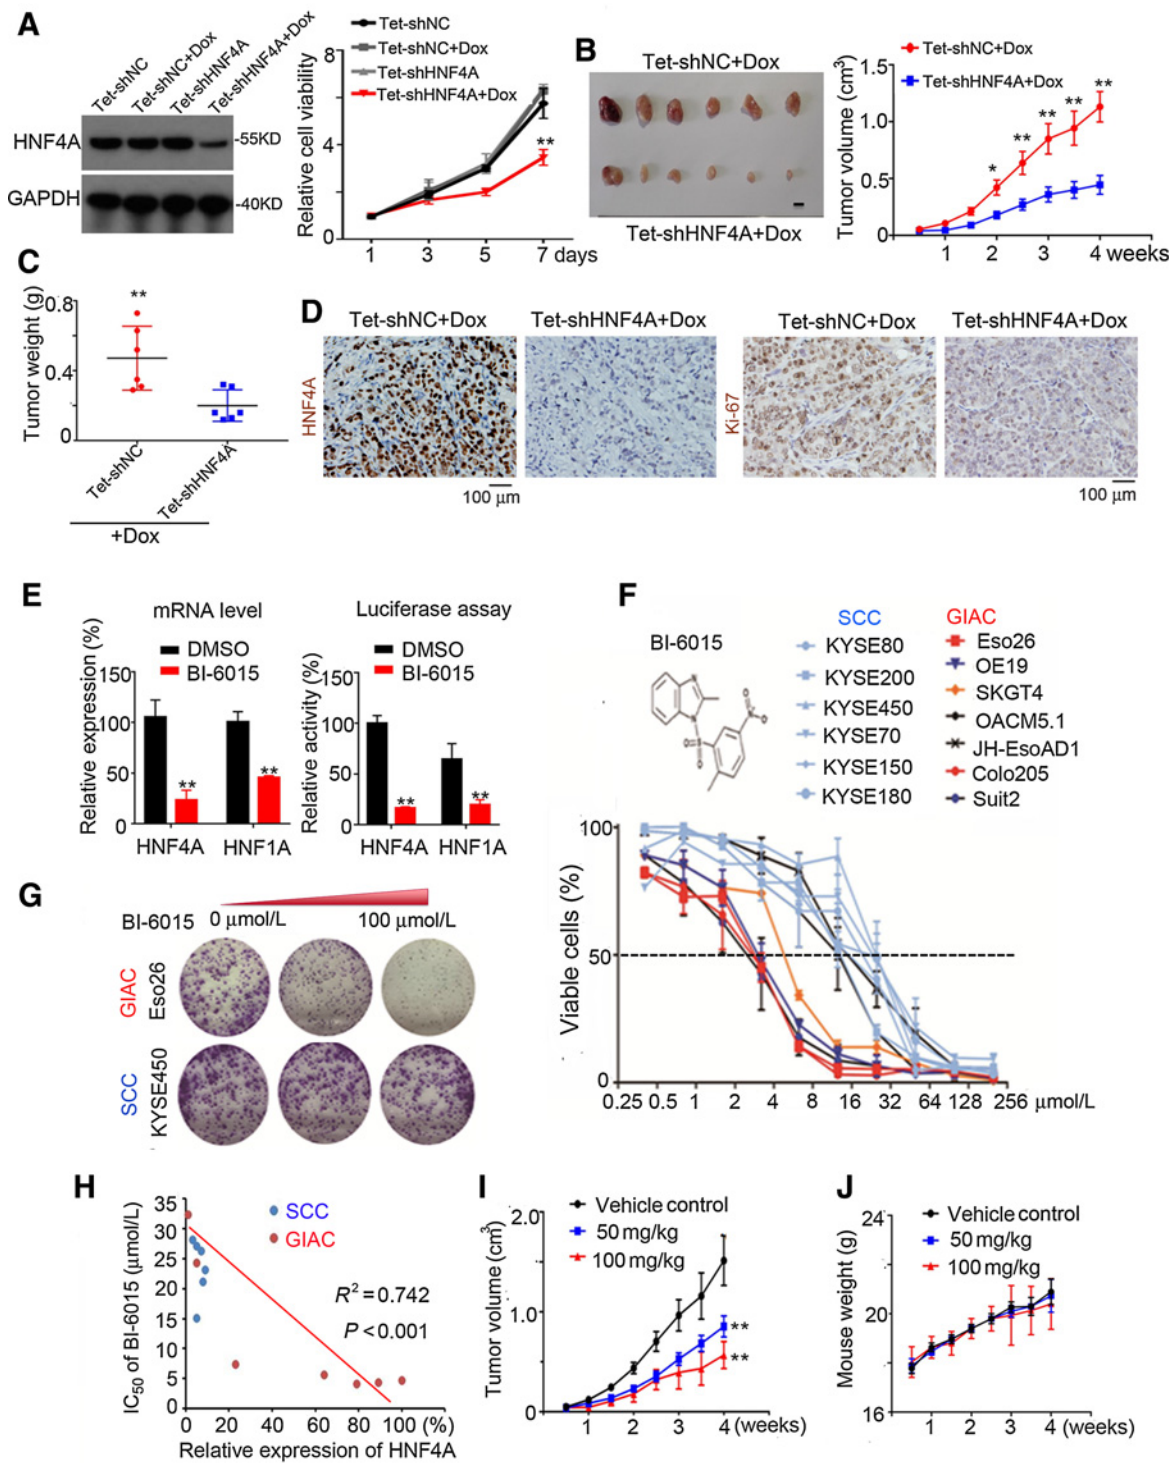 A
Tet-shNC
Tet-shNC+Dox
Tet-shHNF4A
Tet-shHNF4A+Dox
HNF4A
-55KD
GAPDH
-40KD
Relative cell viability
8
4
0
1 3 5 7 days
Tet-shNC
Tet-shNC+Dox
Tet-shHNF4A
Tet-shHNF4A+Dox
**
B
Tet-shNC+Dox
Tet-shHNF4A+Dox
Tet-shNC+Dox
Tet-shHNF4A+Dox
Tumor volume (cm3)
1.5
1.0
0.5
0
* ** ** ** **
1 2 3 4 weeks
C
Tumor weight (g)
0.8
0.4
0
**
Tet-shNC
Tet-shHNF4A
+Dox
D
Tet-shNC+Dox Tet-shHNF4A+Dox Tet-shNC+Dox Tet-shHNF4A+Dox
HNF4A
Ki-67
100 µm
100 µm
E
mRNA level
DMSO
BI-6015
Relative expression (%)
150
100
50
0
** **
HNF4A HNF1A
Luciferase assay
DMSO
BI-6015
Relative activity (%)
150
100
50
0
** **
HNF4A HNF1A
F
BI-6015
SCC
KYSE80
KYSE200
KYSE450
KYSE70
KYSE150
KYSE180
GIAC
Eso26
OE19
SKGT4
OACM5.1
JH-EsoAD1
Colo205
Suit2
Viable cells (%)
100
50
0
0.25 0.5 1 2 4 8 16 32 64 128 256 µmol/L
G
BI-6015 0 µmol/L 100 µmol/L
GIAC
Eso26
SCC
KYSE450
H
IC50 of BI-6015 (µmol/L)
35
30
25
20
15
10
5
0
SCC
GIAC
R2=0.742
P<0.001
0 20 40 60 80 100 (%)
Relative expression of HNF4A
I
Vehicle control
50 mg/kg
100 mg/kg
Tumor volume (cm3)
2.0
1.0
0
**
**
1 2 3 4 (weeks)
J
Vehicle control
50 mg/kg
100 mg/kg
Mouse weight (g)
24
20
16
1 2 3 4 (weeks)